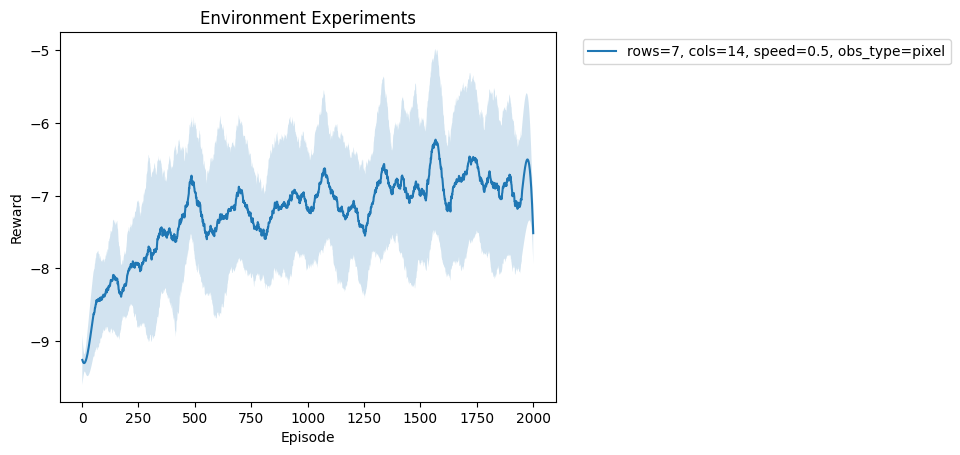 Environment Experiments
rows=7, cols=14, speed=0.5, obs_type=pixel
−5
−6
−7
−8
−9
Reward
0 250 500 750 1000 1250 1500 1750 2000
Episode